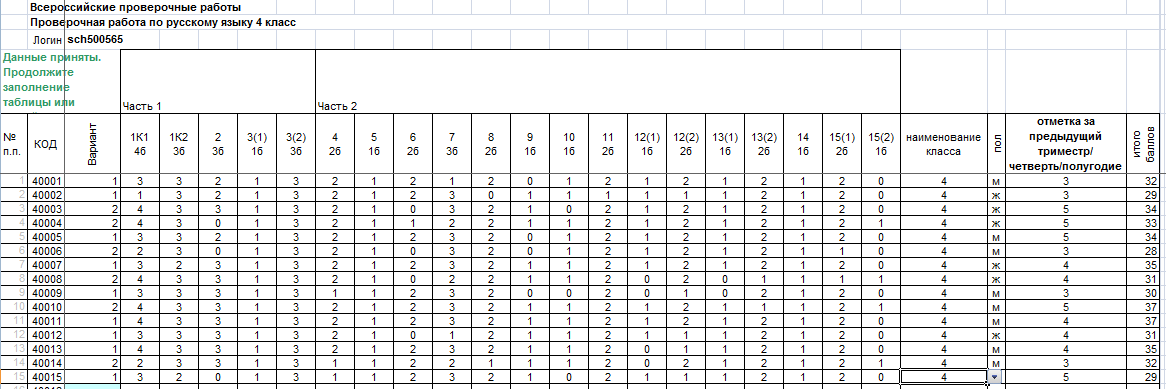 Всероссийские проверочные работы
Проверочная работа по русскому языку 4 класс
Логин sch500565
Данные приняты.
Продолжите
заполнение
таблицы или
Часть 1 Часть 2
№ п.п. КОД Вариант 1К1 4б 1К2 3б 2 3б 3(1) 1б 3(2) 3б 4 2б 5 1б 6 2б 7 3б 8 2б 9 1б 10 1б 11 2б 12(1) 1б 12(2) 2б 13(1) 1б 13(2) 2б 14 1б 15(1) 2б 15(2) 1б наименование класса пол отметка за предыдущий триместр/четверть/полугодие итого баллов
1 40001 1 3 3 2 1 3 2 1 2 1 2 0 1 2 1 2 1 2 1 2 0 4 м 3 32
2 40002 1 1 3 2 1 3 2 1 2 3 0 1 1 1 1 1 1 2 1 2 0 4 ж 3 29
3 40003 2 4 3 3 1 3 2 1 0 3 2 1 0 2 1 2 1 2 1 2 0 4 ж 5 34
4 40004 2 4 3 0 1 3 2 1 1 2 2 1 1 2 1 2 1 2 1 2 1 4 ж 5 33
5 40005 1 3 3 2 1 3 2 1 2 3 2 0 1 2 1 2 1 2 1 2 0 4 м 5 34
6 40006 2 2 3 0 1 3 2 1 0 3 2 0 1 2 1 2 1 2 1 1 0 4 м 3 28
7 40007 1 3 2 3 1 3 2 1 2 3 2 1 1 2 1 2 1 2 1 2 0 4 ж 4 35
8 40008 2 4 3 3 1 3 2 1 0 2 2 1 1 2 0 2 0 1 1 1 1 4 ж 4 31
9 40009 1 3 3 3 1 3 1 1 2 3 2 0 0 2 0 1 0 2 1 2 0 4 м 3 30
10 40010 2 4 3 3 1 3 2 1 2 3 2 1 1 2 1 2 1 1 1 2 1 4 м 5 37
11 40011 1 4 3 3 1 3 2 1 2 3 2 1 1 2 1 2 1 2 1 2 0 4 м 4 37
12 40012 1 3 3 3 1 3 2 1 0 1 2 1 1 2 1 1 1 2 1 2 0 4 ж 4 31
13 40013 1 4 3 3 1 3 2 1 2 3 2 1 1 2 0 1 1 2 1 2 0 4 м 4 35
14 40014 2 2 3 3 1 3 1 1 2 2 1 1 1 2 0 2 1 2 1 2 1 4 м 3 32
15 40015 1 3 2 0 1 3 1 1 2 3 2 1 0 2 1 1 1 2 1 2 0 4 5 29